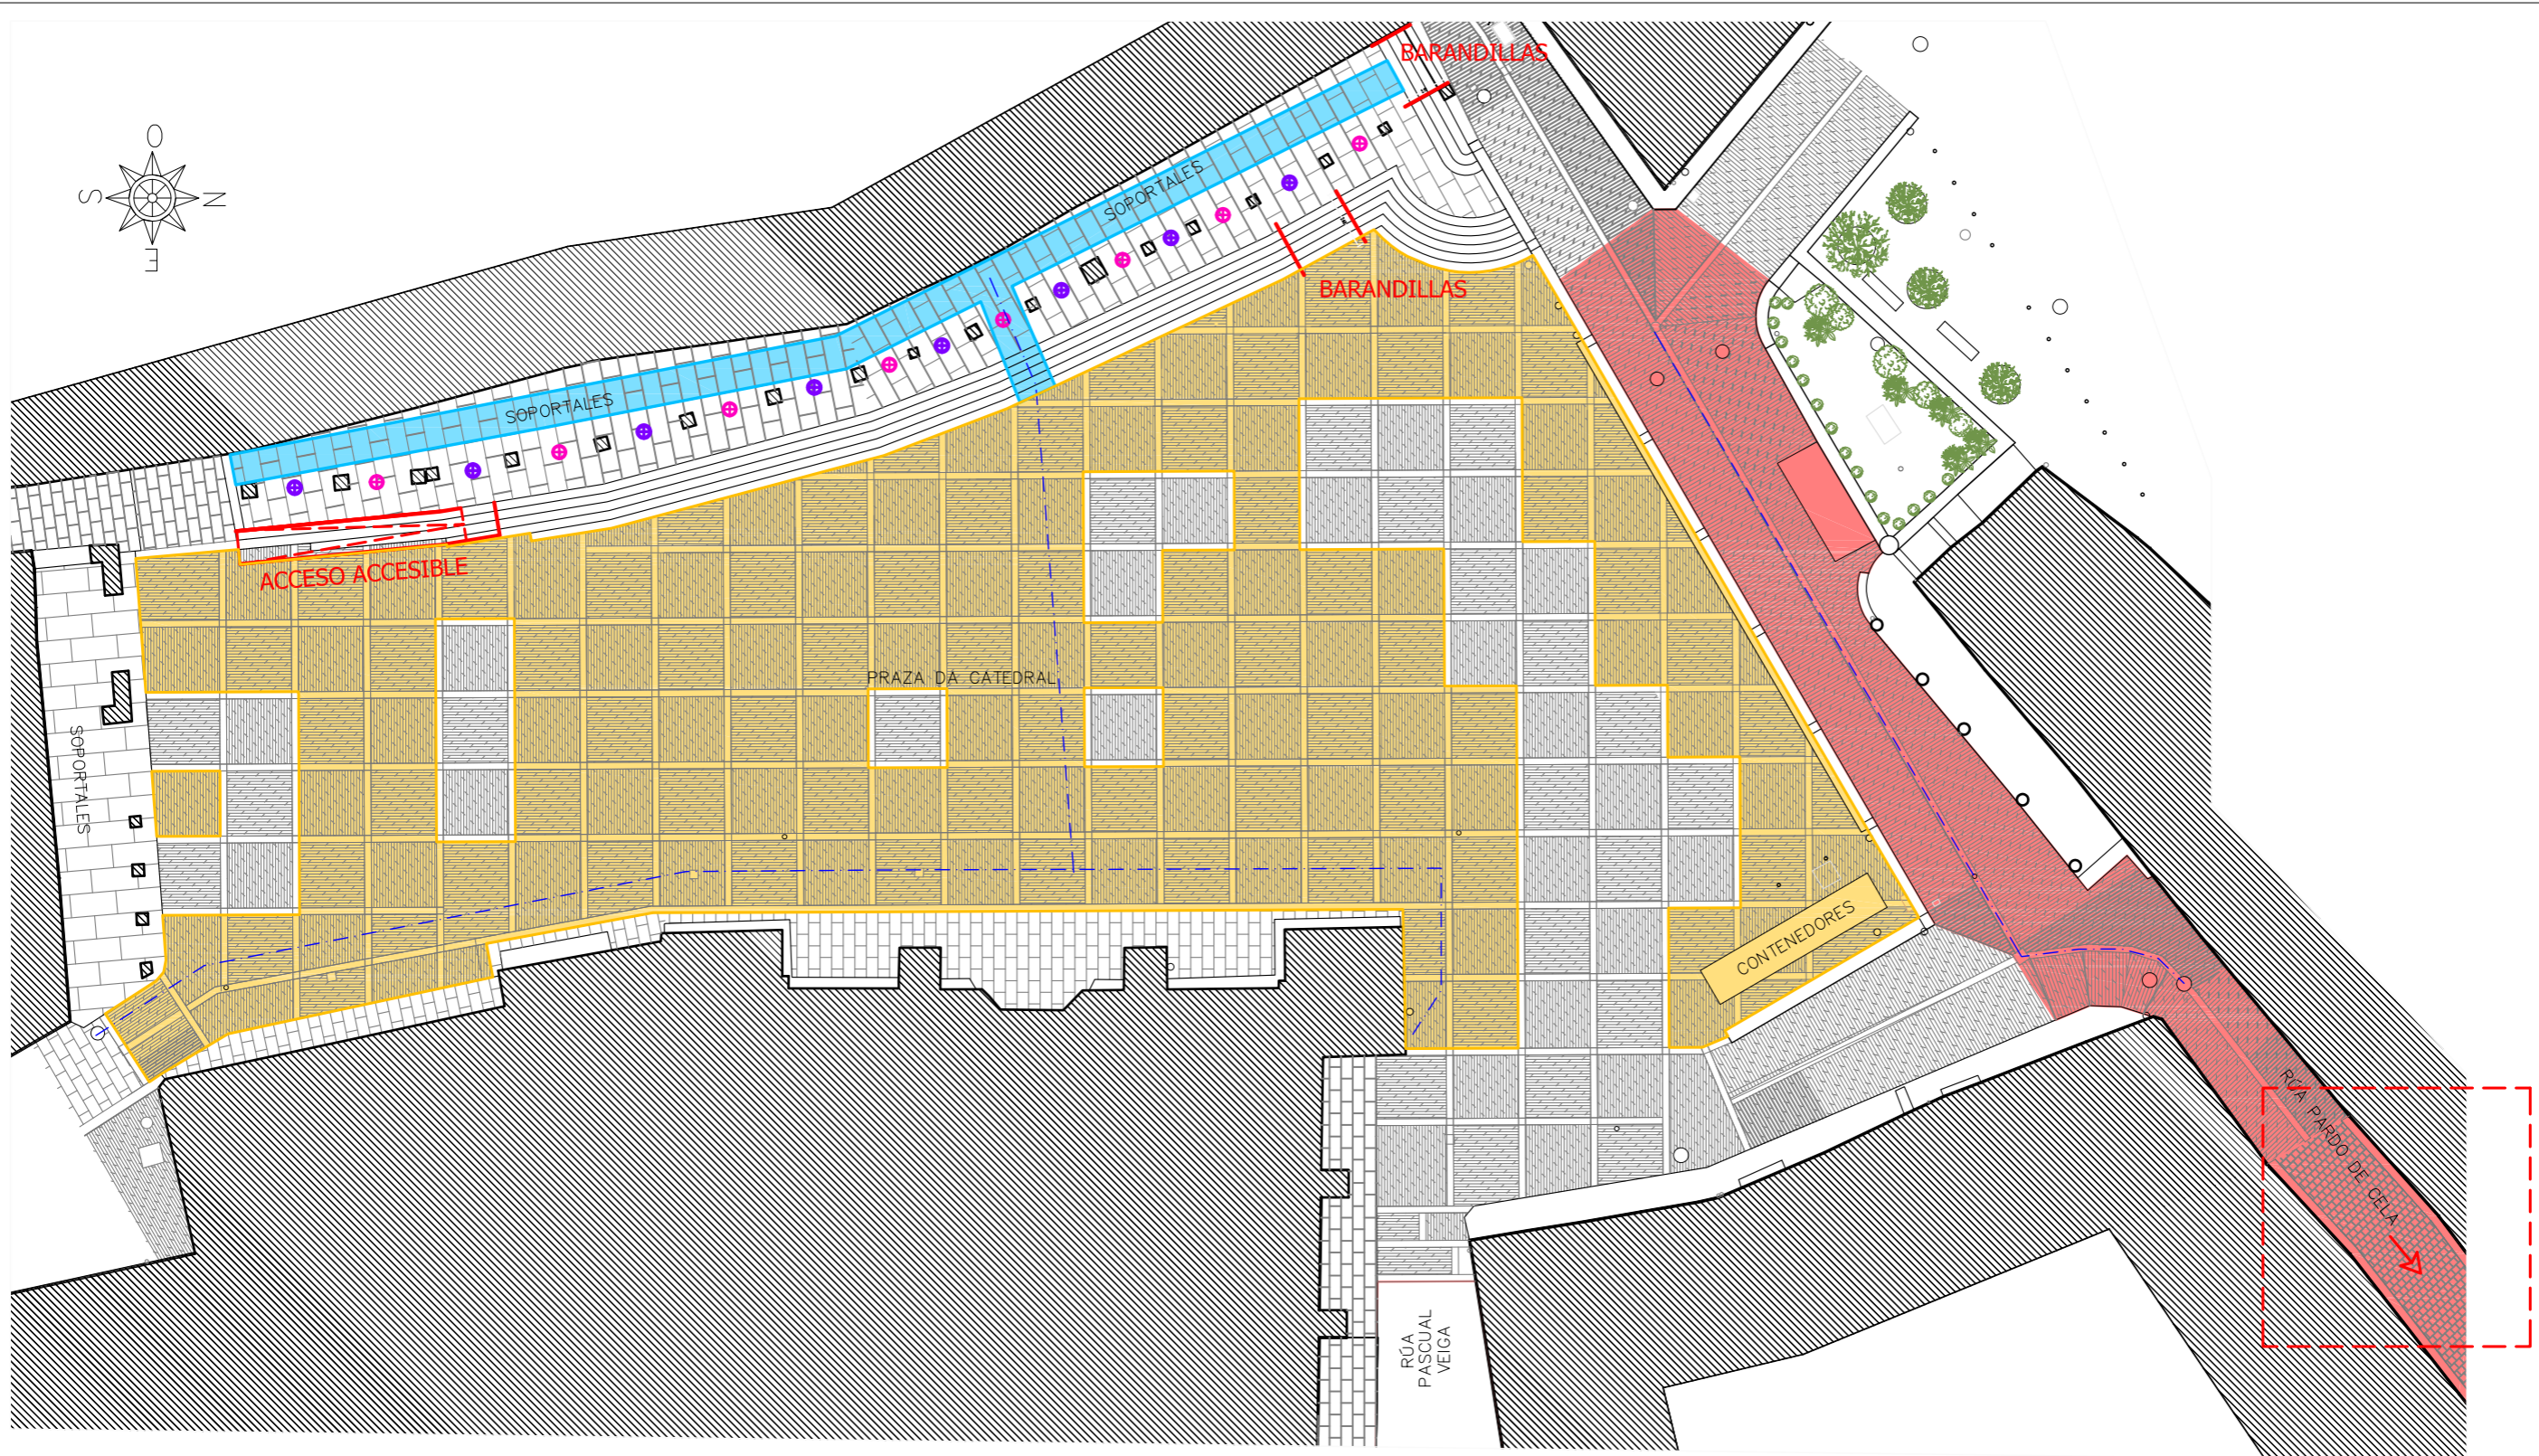 BARANDILLAS
O
S
N
E
SOPORTALES
BARANDILLAS
SOPORTALES
ACCESO ACCESIBLE
PRAZA DA CATEDRAL
SOPORTALES
CONTENEDORES
RÚA PARDO DE CELA
RÚA
PASCUAL
VEIGA